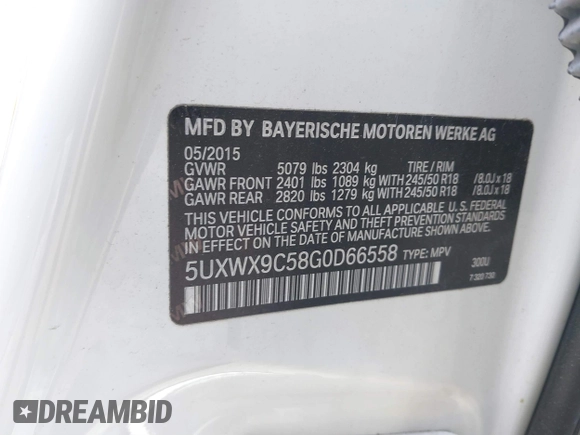 MFD BY BAYERISCHE MOTOREN WERKE AG
05/2015
GVWR 5079 lbs 2304 kg TIRE / RIM
GAWR FRONT 2401 lbs 1089 kg WITH 245/50 R18 / 8.0J x 18
GAWR REAR 2820 lbs 1279 kg WITH 245/50 R18 / 8.0J x 18
THIS VEHICLE CONFORMS TO ALL APPLICABLE U.S. FEDERAL
MOTOR VEHICLE SAFETY AND THEFT PREVENTION STANDARDS
IN EFFECT ON THE DATE OF MANUFACTURE SHOWN ABOVE.
5UXWX9C58G0D66558 TYPE: MPV 300U
7 320 730
DREAMBID